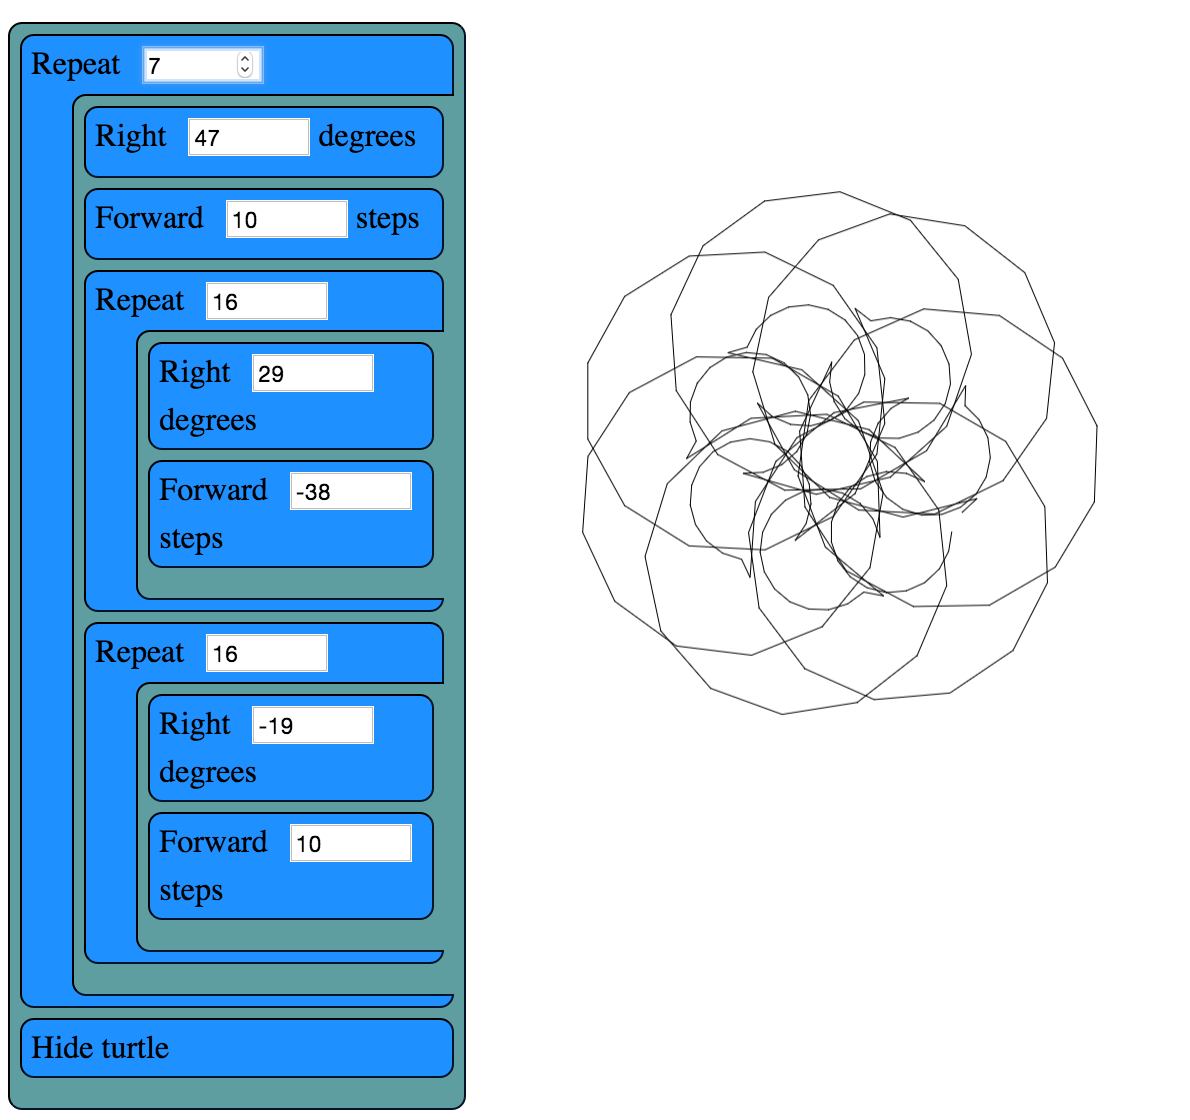 Repeat 7
Right 47 degrees
Forward 10 steps
Repeat 16
Right 29
degrees
Forward -38
steps
Repeat 16
Right -19
degrees
Forward 10
steps
Hide turtle